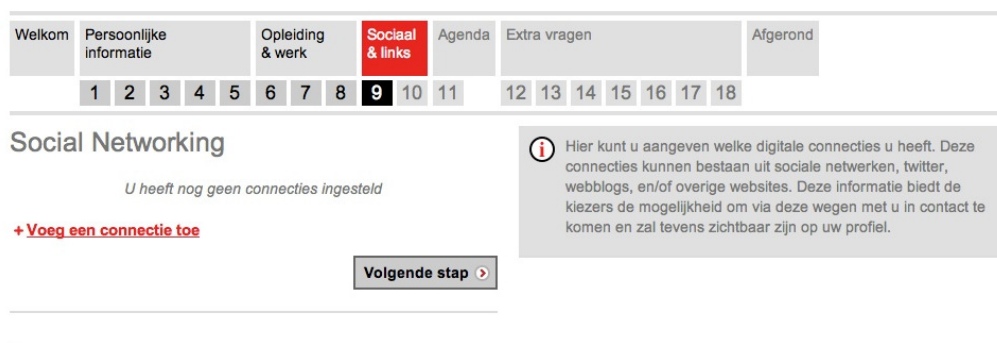 Welkom
Persoonlijke
informatie
Opleiding
& werk
Sociaal
& links
Agenda
Extra vragen
Afgerond
1 2 3 4 5 6 7 8 9 10 11 12 13 14 15 16 17 18
Social Networking
U heeft nog geen connecties ingesteld
+ Voeg een connectie toe
Volgende stap
i
Hier kunt u aangeven welke digitale connecties u heeft. Deze
connecties kunnen bestaan uit sociale netwerken, twitter,
webblogs, en/of overige websites. Deze informatie biedt de
kiezers de mogelijkheid om via deze wegen met u in contact te
komen en zal tevens zichtbaar zijn op uw profiel.